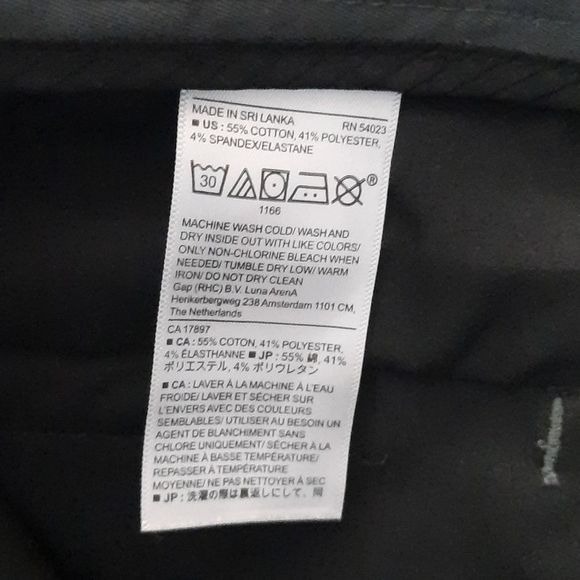 MADE IN SRI LANKA RN 54023
■ US : 55% COTTON, 41% POLYESTER,
4% SPANDEX/ELASTANE
30
®
1166
MACHINE WASH COLD/ WASH AND
DRY INSIDE OUT WITH LIKE COLORS/
ONLY NON-CHLORINE BLEACH WHEN
NEEDED/ TUMBLE DRY LOW/ WARM
IRON/ DO NOT DRY CLEAN
Gap (RHC) B.V. Luna ArenA
Herikerbergweg 238 Amsterdam 1101 CM,
The Netherlands
CA 17897
■ CA : 55% COTTON, 41% POLYESTER,
4% ÉLASTHANNE ■ JP : 55% 綿, 41%
ポリエステル, 4% ポリウレタン
■ CA : LAVER À LA MACHINE À L'EAU
FROIDE/ LAVER ET SÉCHER SUR
L'ENVERS AVEC DES COULEURS
SEMBLABLES/ UTILISER AU BESOIN UN
AGENT DE BLANCHIMENT SANS
CHLORE UNIQUEMENT/ SÉCHER À LA
MACHINE À BASSE TEMPÉRATURE/
REPASSER À TEMPÉRATURE
MOYENNE/ NE PAS NETTOYER À SEC
■ JP : 洗濯の際は裏返しにして、同